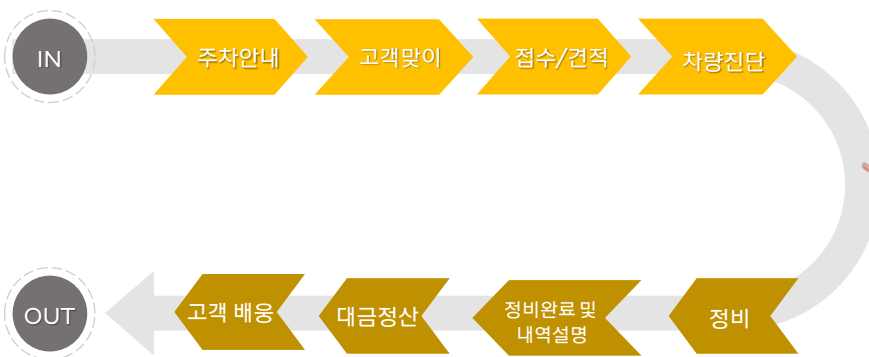 IN
주차안내
고객맞이
접수/견적
차량진단
정비
정비완료 및
내역설명
대금정산
고객 배웅
OUT